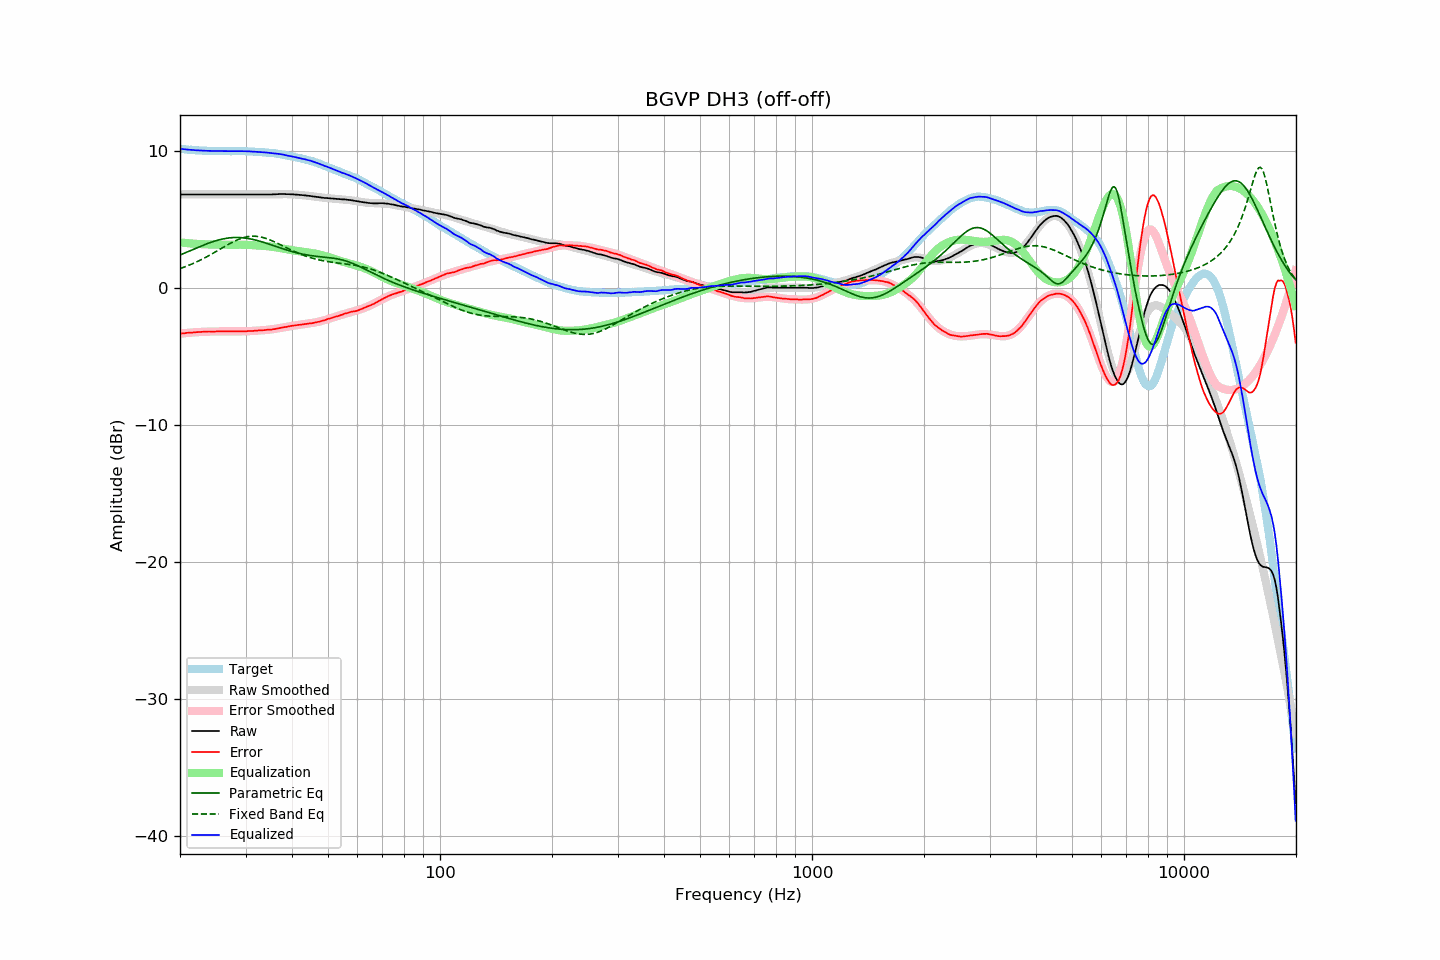 BGVP DH3 (off-off)
10
0
−10
−20
−30
−40
Amplitude (dBr)
Target
Raw Smoothed
Error Smoothed
Raw
Error
Equalization
Parametric Eq
Fixed Band Eq
Equalized
100
1000
10000
Frequency (Hz)